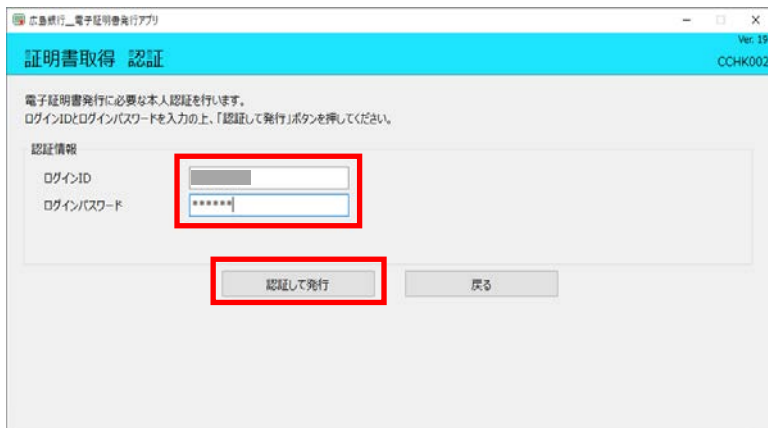 広島銀行__電子証明書発行アプリ
Ver. 19
証明書取得 認証
CCHK002
電子証明書発行に必要な本人認証を行います。
ログインIDとログインパスワードを入力の上、「認証して発行」ボタンを押してください。
認証情報
ログインID
ログインパスワード ******
認証して発行 戻る